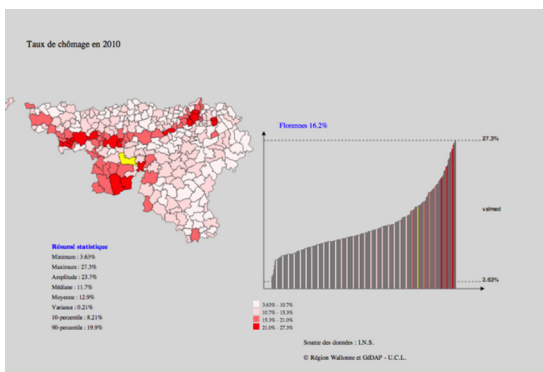 Taux de chômage en 2010
Florennes 16.2%
27.3%
valmed
3.63%
Résumé statistique
Minimum : 3.63%
Maximum : 27.3%
Amplitude : 23.7%
Médiane : 11.7%
Moyenne : 12.9%
Variance : 0.21%
10-percentile : 8.21%
90-percentile : 19.9%
3.63% - 10.7%
10.7% - 15.3%
15.3% - 21.0%
21.0% - 27.3%
Source des données : I.N.S.
© Région Wallonne et GéDAP - U.C.L.